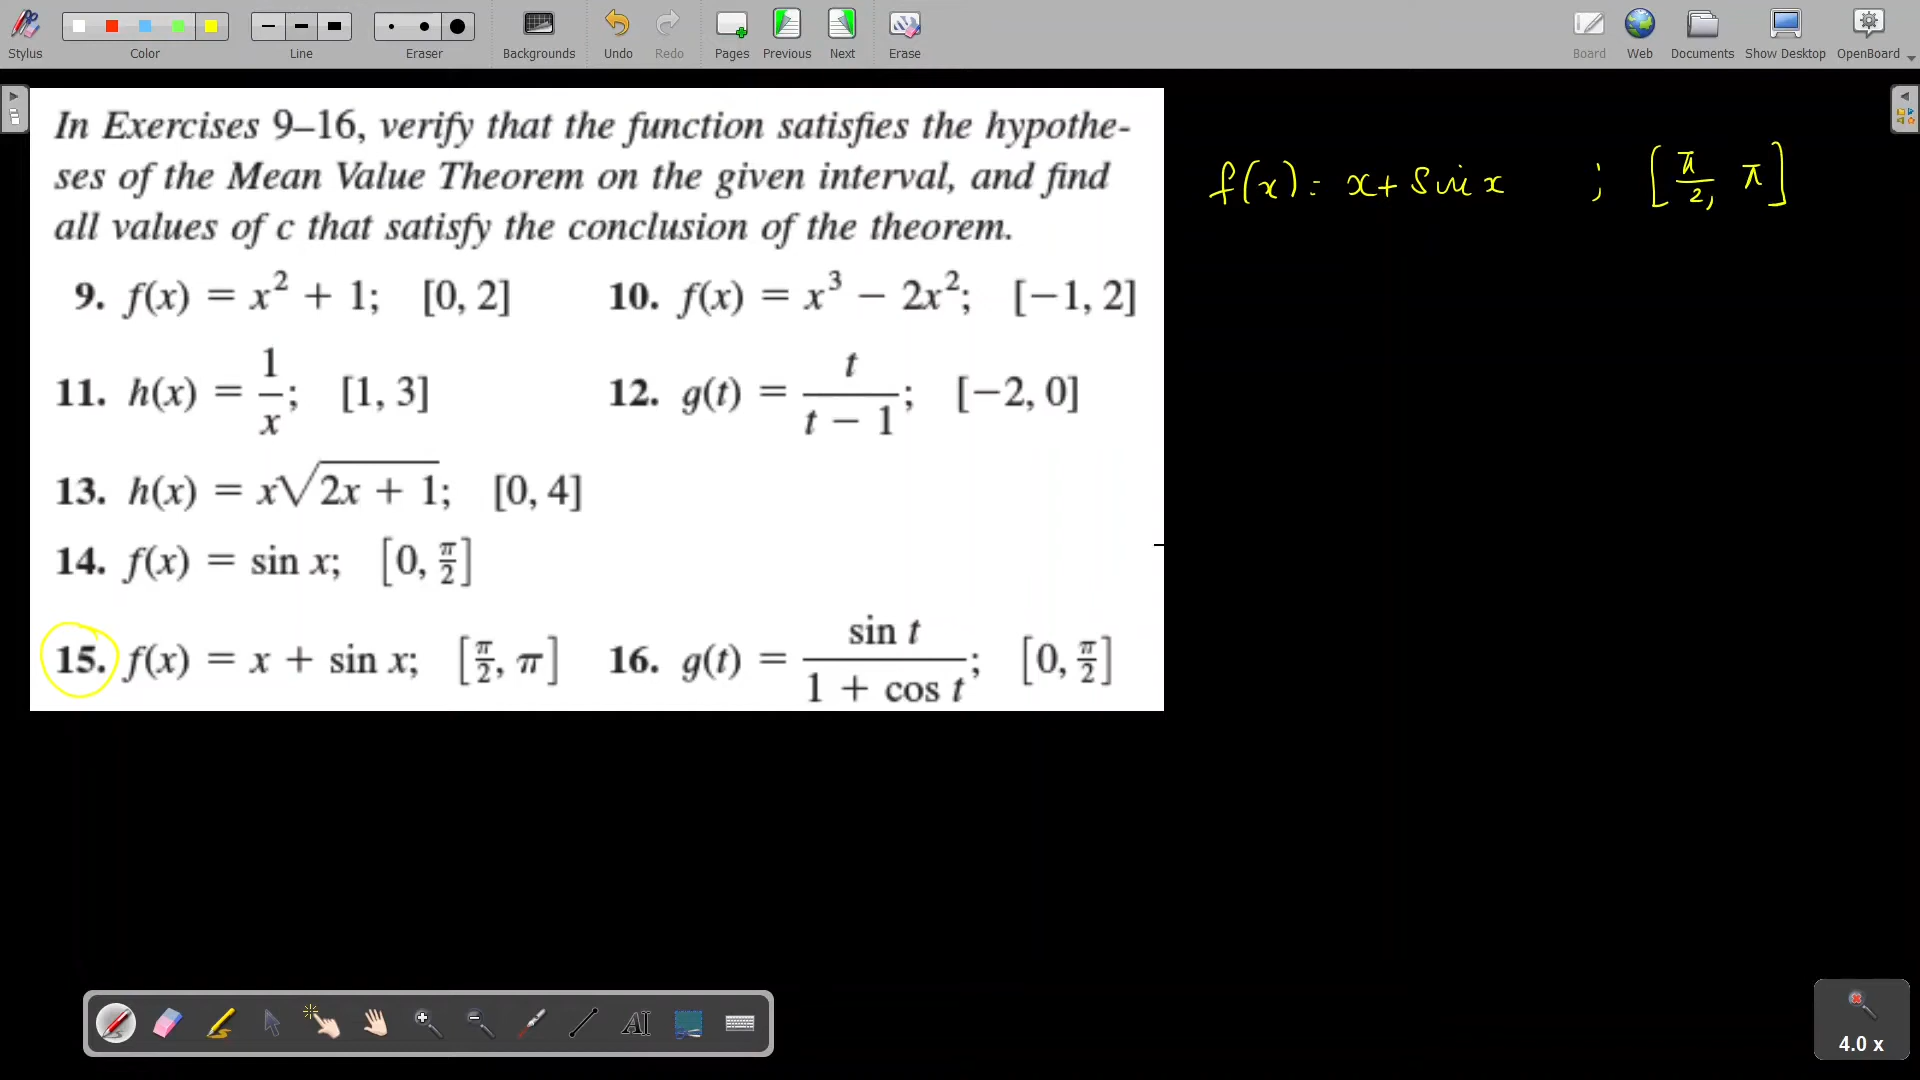 Stylus Color Line Eraser Backgrounds Undo Redo Pages Previous Next Erase Board Web Documents Show Desktop OpenBoard
In Exercises 9–16, verify that the function satisfies the hypothe-
ses of the Mean Value Theorem on the given interval, and find
all values of c that satisfy the conclusion of the theorem.
9. f(x) = x² + 1; [0, 2] 10. f(x) = x³ − 2x²; [−1, 2]
11. h(x) = 1/x; [1, 3] 12. g(t) = t/(t − 1); [−2, 0]
13. h(x) = x√(2x + 1); [0, 4]
14. f(x) = sin x; [0, π/2]
15. f(x) = x + sin x; [π/2, π] 16. g(t) = sin t/(1 + cos t); [0, π/2]
f(x) = x + sin x ; [π/2, π]
AI
4.0 x